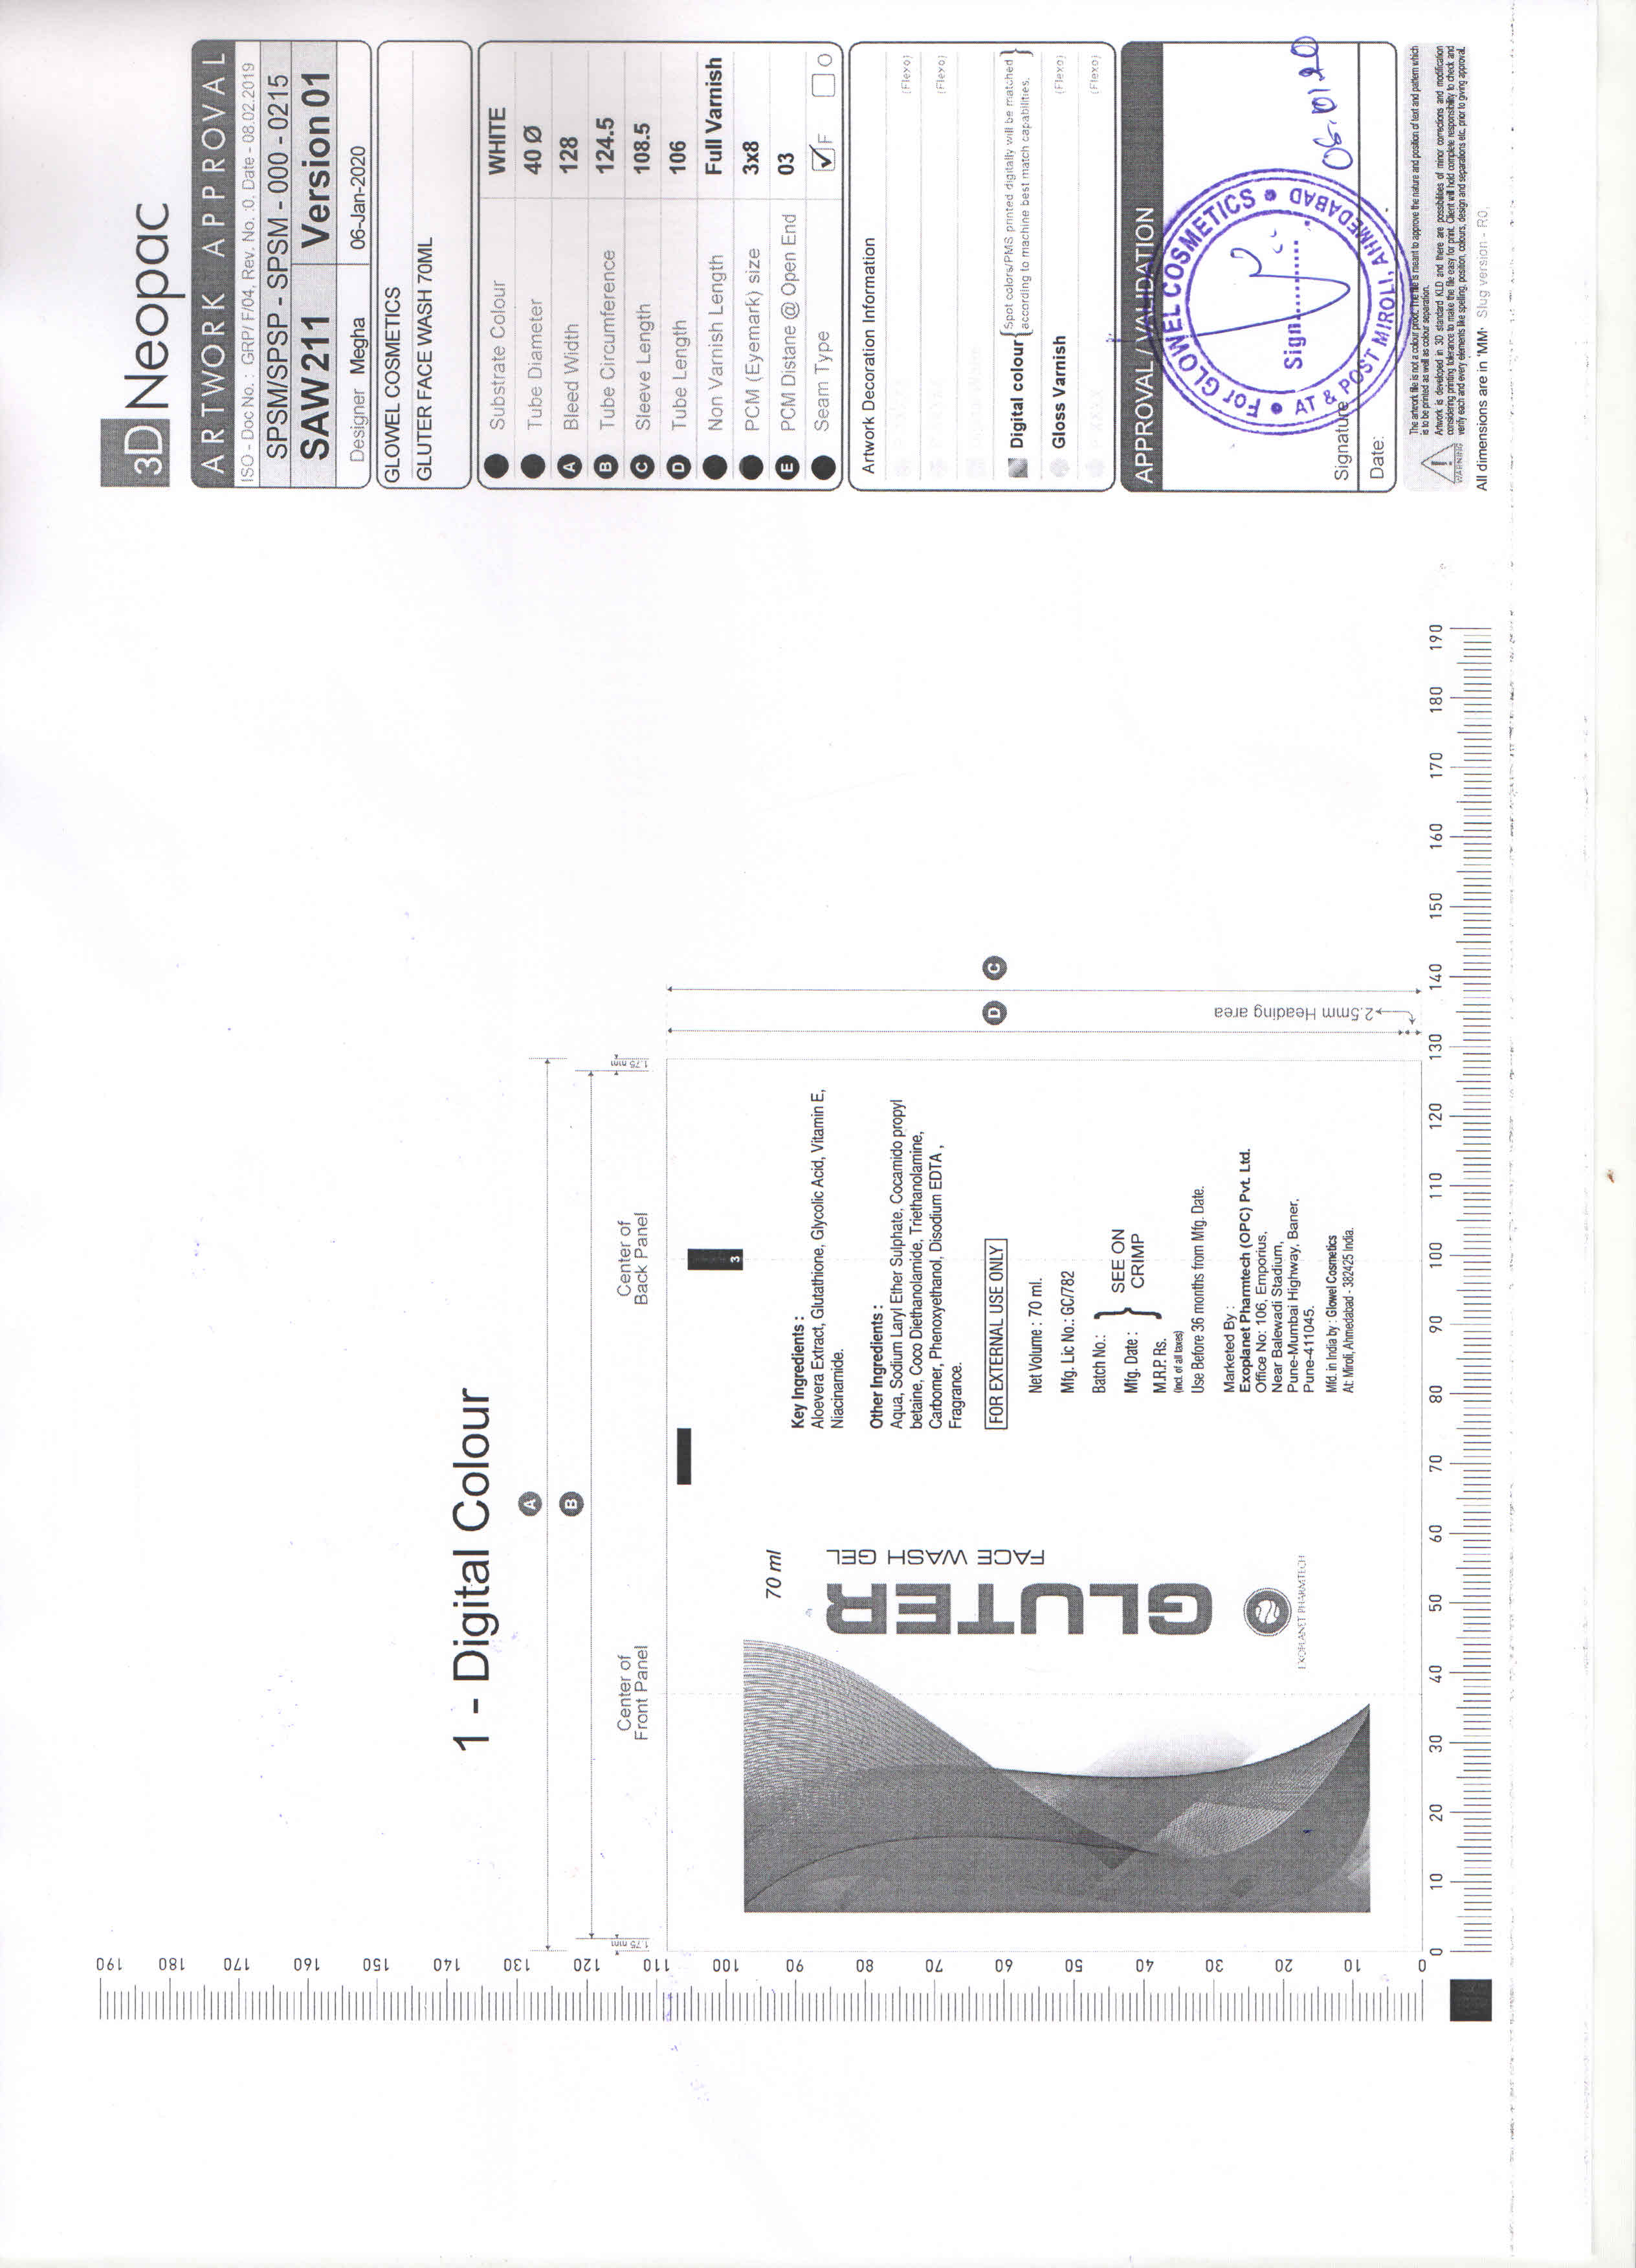 3D Neopac
ARTWORK APPROVAL
ISO - Doc No. : GRP/ F/04, Rev. No. :0, Date - 08.02.2019
SPSM/SPSP - SPSM - 000 - 0215
SAW211 Version 01
Designer Megha 06-Jan-2020
GLOWEL COSMETICS
GLUTER FACE WASH 70ML
Substrate Colour WHITE
Tube Diameter 40 Ø
A Bleed Width 128
B Tube Circumference 124.5
C Sleeve Length 108.5
D Tube Length 106
Non Varnish Length Full Varnish
PCM (Eyemark) size 3x8
E PCM Distane @ Open End 03
Seam Type F O
Artwork Decoration Information
(Flexo)
(Flexo)
Digital colour {Spot colors/PMS printed digitally will be matched
according to machine best match capabilities.}
Gloss Varnish (Flexo)
(Flexo)
APPROVAL / VALIDATION
For GLOWEL COSMETICS
Sign............
AT & POST MIROLI, AHMEDABAD
Signature
Date:
06.01.20
WARNING
The artwork file is not a colour proof. The file is meant to approve the nature and position of text and pattern which
is to be printed as well as colour separation.
Artwork is developed in 3D standard KLD and there are possibilities of minor corrections and modification
considering printing tolerance to make the file easy for print. Client will hold complete responsibility to check and
verify each and every elements like spelling, position, colours, design and separations etc. prior to giving approval.
All dimensions are in 'MM' Slug version - R0.
1 - Digital Colour
A
B
1.75 mm
1.75 mm
Center of
Front Panel
Center of
Back Panel
3
D
C
2.5mm Heading area
70 ml
GLUTER
FACE WASH GEL
EXOPLANET PHARMTECH
Key Ingredients :
Aloevera Extract, Glutathione, Glycolic Acid, Vitamin E,
Niacinamide.
Other Ingredients :
Aqua, Sodium Laryl Ether Sulphate, Cocamido propyl
betaine, Coco Diethanolamide, Triethanolamine,
Carbomer, Phenoxyethanol, Disodium EDTA ,
Fragrance.
FOR EXTERNAL USE ONLY
Net Volume : 70 ml.
Mfg. Lic No.: GC/782
Batch No.:
Mfg. Date : } SEE ON
CRIMP
M.R.P. Rs.
(Incl. of all taxes)
Use Before 36 months from Mfg. Date.
Marketed By :
Exoplanet Phamtech (OPC) Pvt. Ltd.
Office No: 106, Emporius,
Near Balewadi Stadium,
Pune-Mumbai Highway, Baner,
Pune-411045.
Mfd. in India by : Glowel Cosmetics
At: Miroli, Ahmedabad - 382425 India.
190 180 170 160 150 140 130 120 110 100 90 80 70 60 50 40 30 20 10 0
0 10 20 30 40 50 60 70 80 90 100 110 120 130 140 150 160 170 180 190